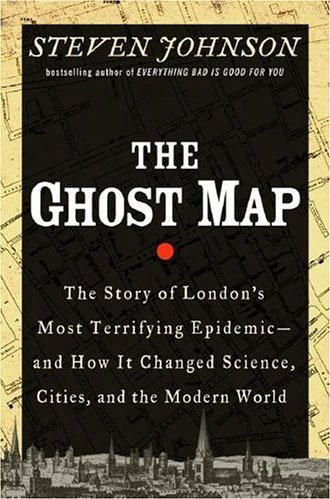 STEVEN JOHNSON
bestselling author of EVERYTHING BAD IS GOOD FOR YOU
THE
GHOST MAP
The Story of London's
Most Terrifying Epidemic—
and How It Changed Science,
Cities, and the Modern World